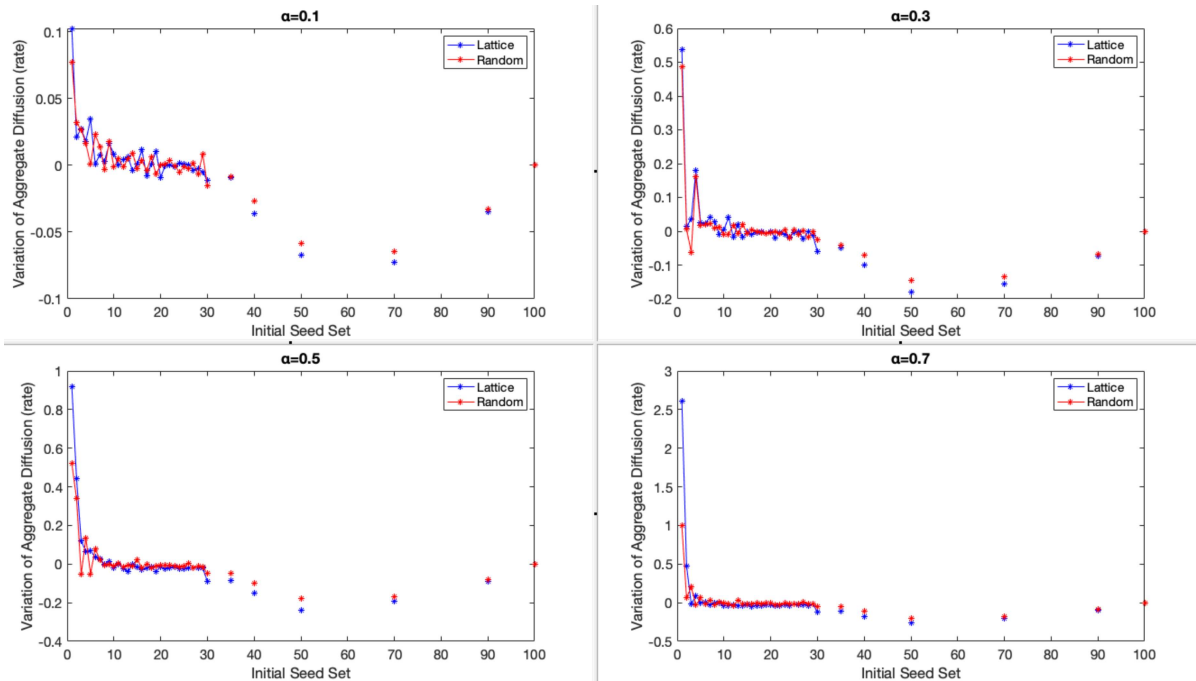 α=0.1
Variation of Aggregate Diffusion (rate)
0.1
0.05
0
-0.05
-0.1
Lattice
Random
0 10 20 30 40 50 60 70 80 90 100
Initial Seed Set
α=0.3
Variation of Aggregate Diffusion (rate)
0.6
0.5
0.4
0.3
0.2
0.1
0
-0.1
-0.2
Lattice
Random
0 10 20 30 40 50 60 70 80 90 100
Initial Seed Set
α=0.5
Variation of Aggregate Diffusion (rate)
1
0.8
0.6
0.4
0.2
0
-0.2
-0.4
Lattice
Random
0 10 20 30 40 50 60 70 80 90 100
Initial Seed Set
α=0.7
Variation of Aggregate Diffusion (rate)
3
2.5
2
1.5
1
0.5
0
-0.5
Lattice
Random
0 10 20 30 40 50 60 70 80 90 100
Initial Seed Set